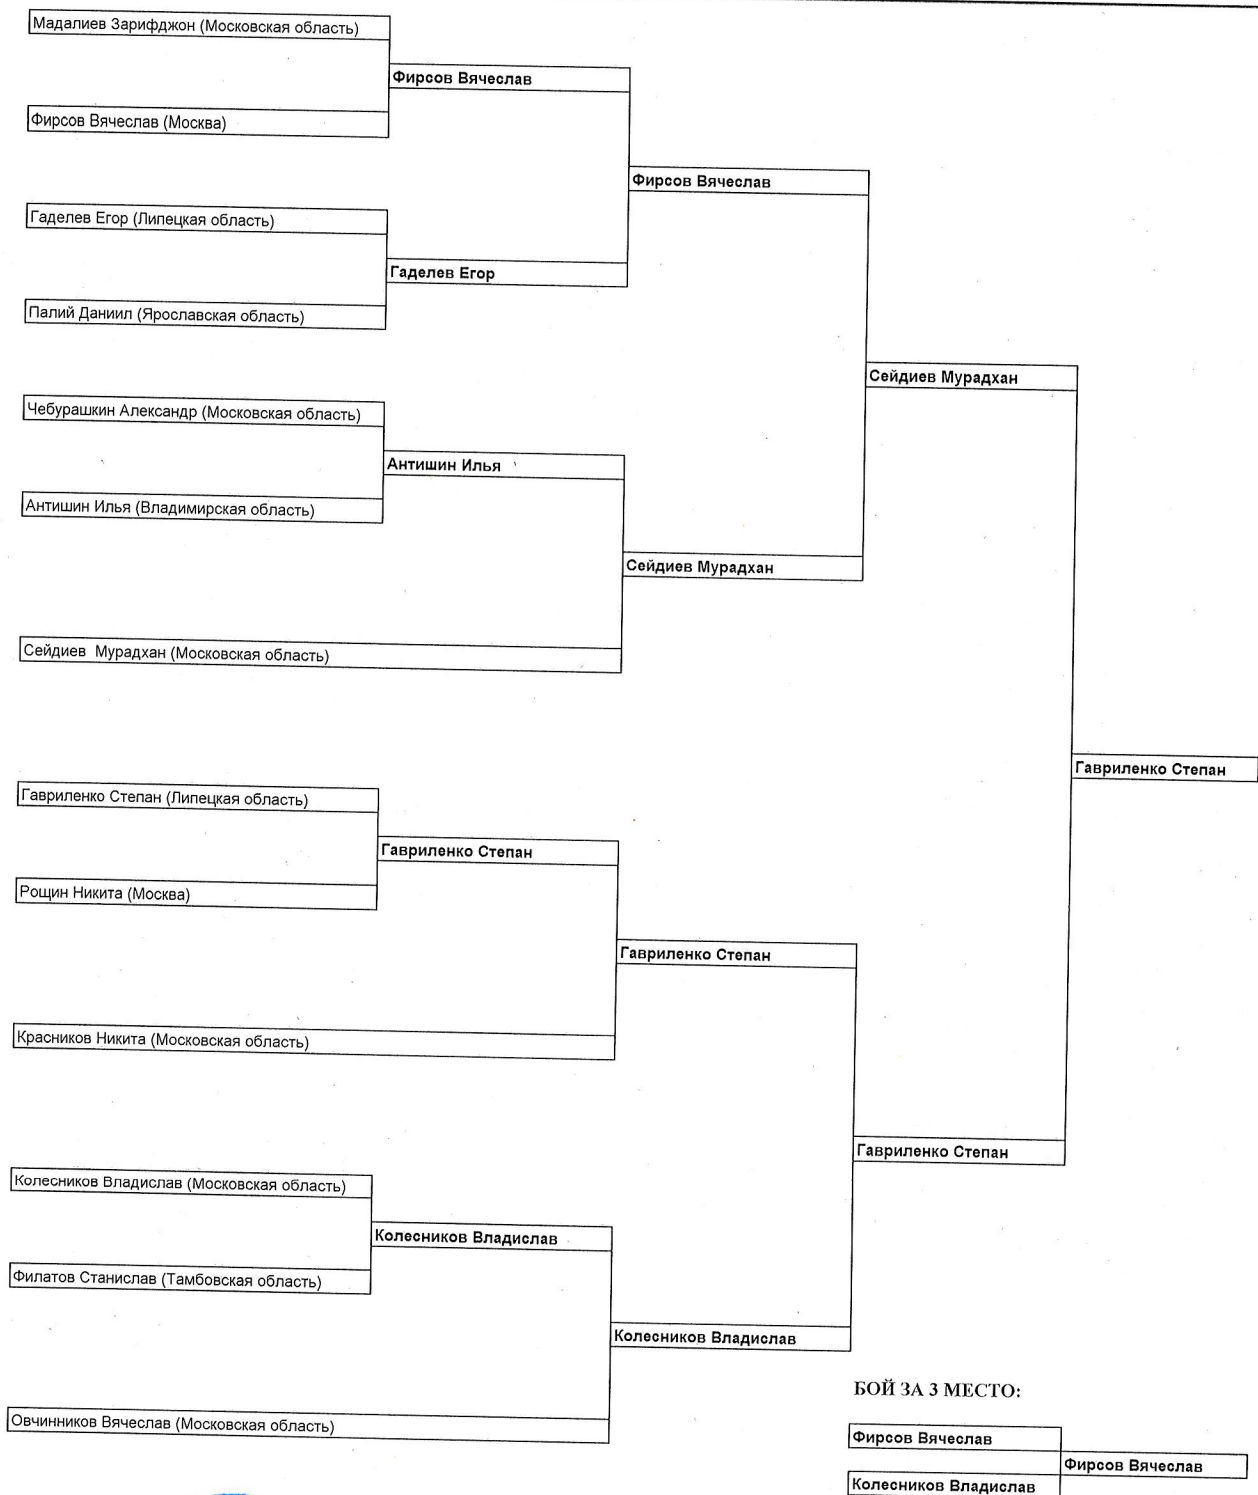 Мадалиев Зарифджон (Московская область)
Фирсов Вячеслав
Фирсов Вячеслав (Москва)
Фирсов Вячеслав
Гаделев Егор (Липецкая область)
Гаделев Егор
Палий Даниил (Ярославская область)
Сейдиев Мурадхан
Чебурашкин Александр (Московская область)
Антишин Илья
Антишин Илья (Владимирская область)
Сейдиев Мурадхан
Сейдиев Мурадхан (Московская область)
Гавриленко Степан
Гавриленко Степан (Липецкая область)
Гавриленко Степан
Рощин Никита (Москва)
Гавриленко Степан
Красников Никита (Московская область)
Гавриленко Степан
Колесников Владислав (Московская область)
Колесников Владислав
Филатов Станислав (Тамбовская область)
Колесников Владислав
Овчинников Вячеслав (Московская область)
БОЙ ЗА 3 МЕСТО:
Фирсов Вячеслав
Фирсов Вячеслав
Колесников Владислав